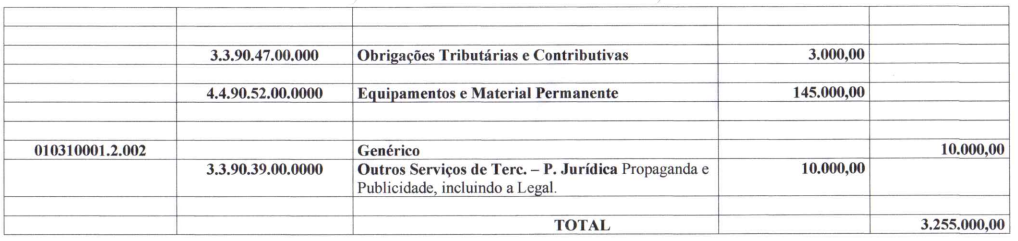 3.3.90.47.00.000 Obrigações Tributárias e Contributivas 3.000,00
4.4.90.52.00.0000 Equipamentos e Material Permanente 145.000,00
010310001.2.002 Genérico 10.000,00
3.3.90.39.00.0000 Outros Serviços de Terc. – P. Jurídica Propaganda e 10.000,00
Publicidade, incluindo a Legal.
TOTAL 3.255.000,00